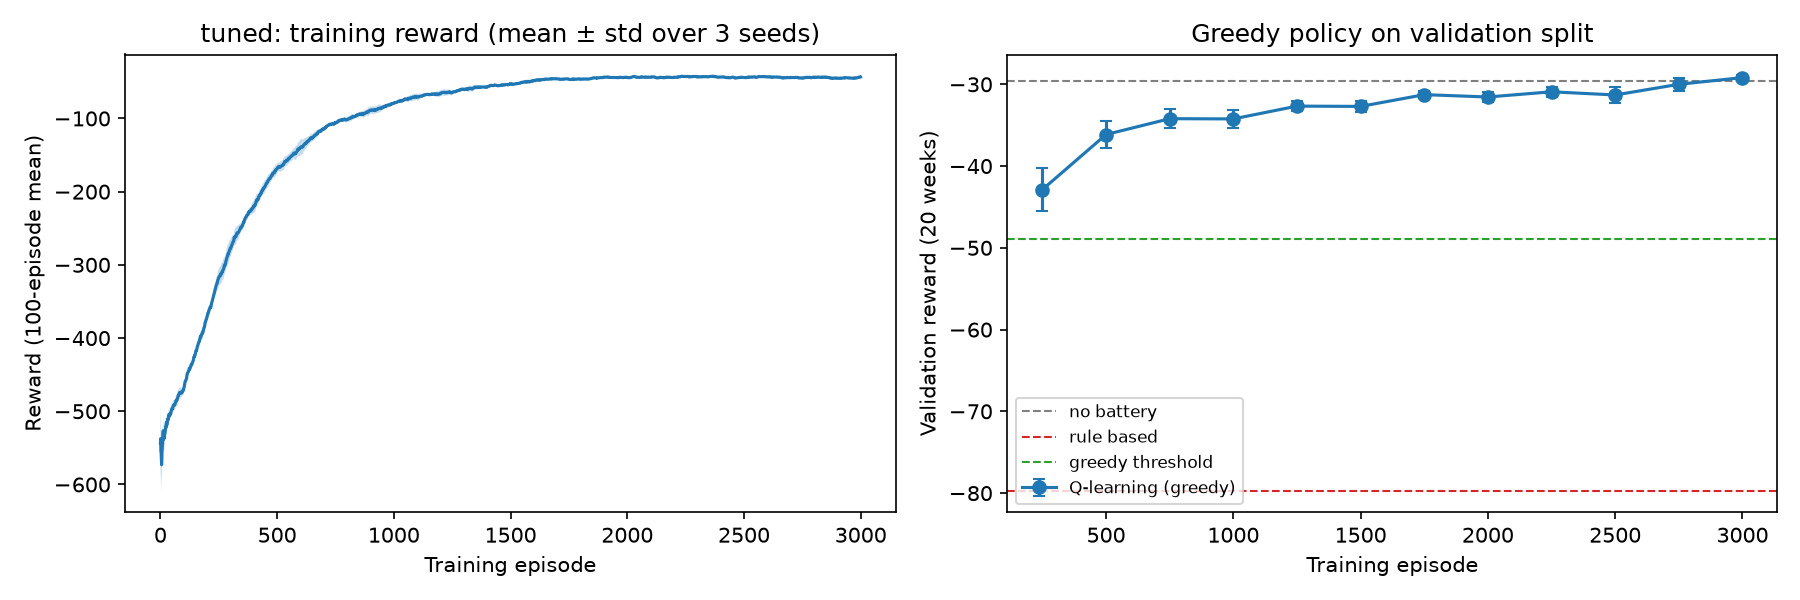 tuned: training reward (mean ± std over 3 seeds)
Reward (100-episode mean)
−100
−200
−300
−400
−500
−600
0
500
1000
1500
2000
2500
3000
Training episode
Greedy policy on validation split
Validation reward (20 weeks)
−30
−40
−50
−60
−70
−80
no battery
rule based
greedy threshold
Q-learning (greedy)
500
1000
1500
2000
2500
3000
Training episode